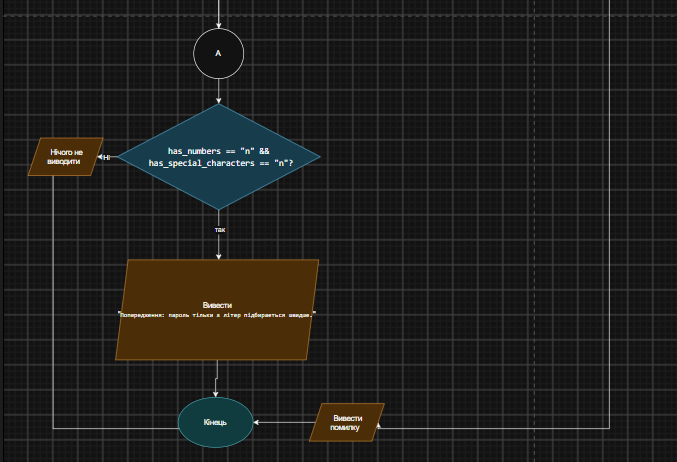 A
has_numbers == "n" &&
has_special_characters == "n"?
Ні
Нічого не
виводити
так
Вивести
"Попередження: пароль тільки з літер підбирається швидше."
Кінець
Вивести
помилку